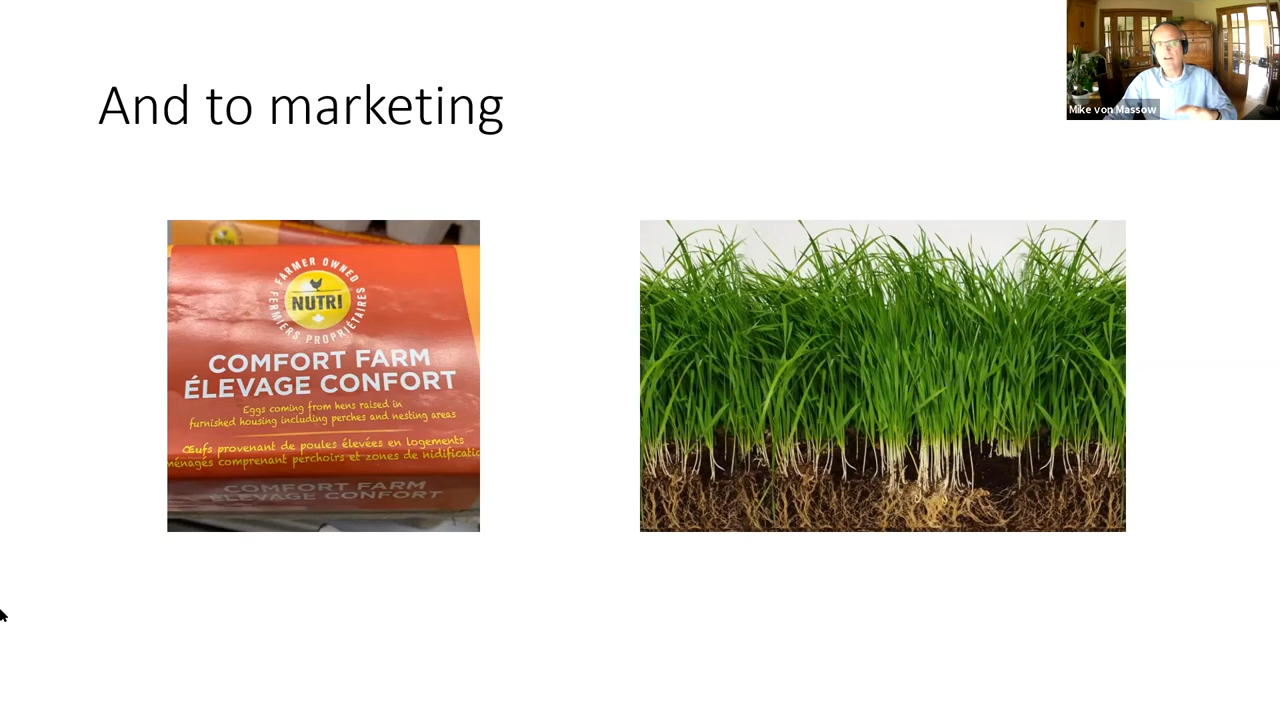 And to marketing
Mike von Massow
FARMER OWNED
NUTRI
FERMIERS PROPRIÉTAIRES
COMFORT FARM
ÉLEVAGE CONFORT
Eggs coming from hens raised in
furnished housing including perches and nesting areas
Œufs provenant de poules élevées en logements
ménagés comprenant perchoirs et zones de nidificatio
COMFORT FARM
ÉLEVAGE CONFORT